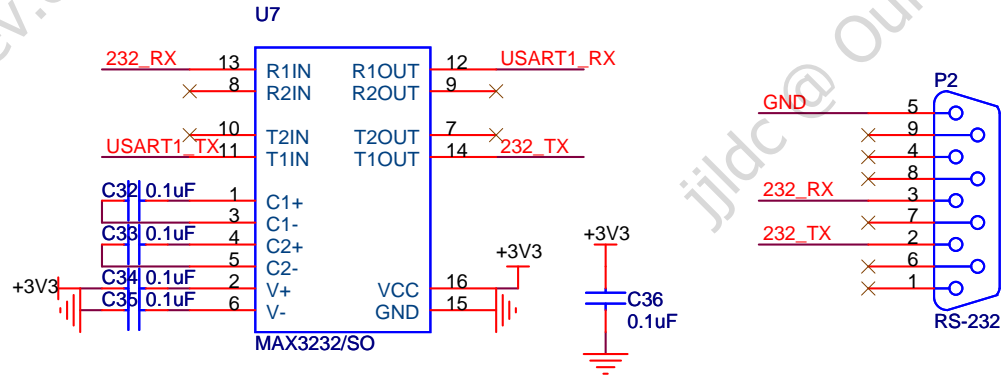 ev.c
jjldc @ Our
U7
232_RX 13 R1IN R1OUT 12 USART1_RX
8 R2IN R2OUT 9
10 T2IN T2OUT 7
USART1_TX 11 T1IN T1OUT 14 232_TX
C32 0.1uF 1 C1+
3 C1-
C33 0.1uF 4 C2+
5 C2-
+3V3 C34 0.1uF 2 V+ VCC 16 +3V3
C35 0.1uF 6 V- GND 15
MAX3232/SO
+3V3
C36
0.1uF
P2
GND 5
9
4
8
232_RX 3
7
232_TX 2
6
1
RS-232